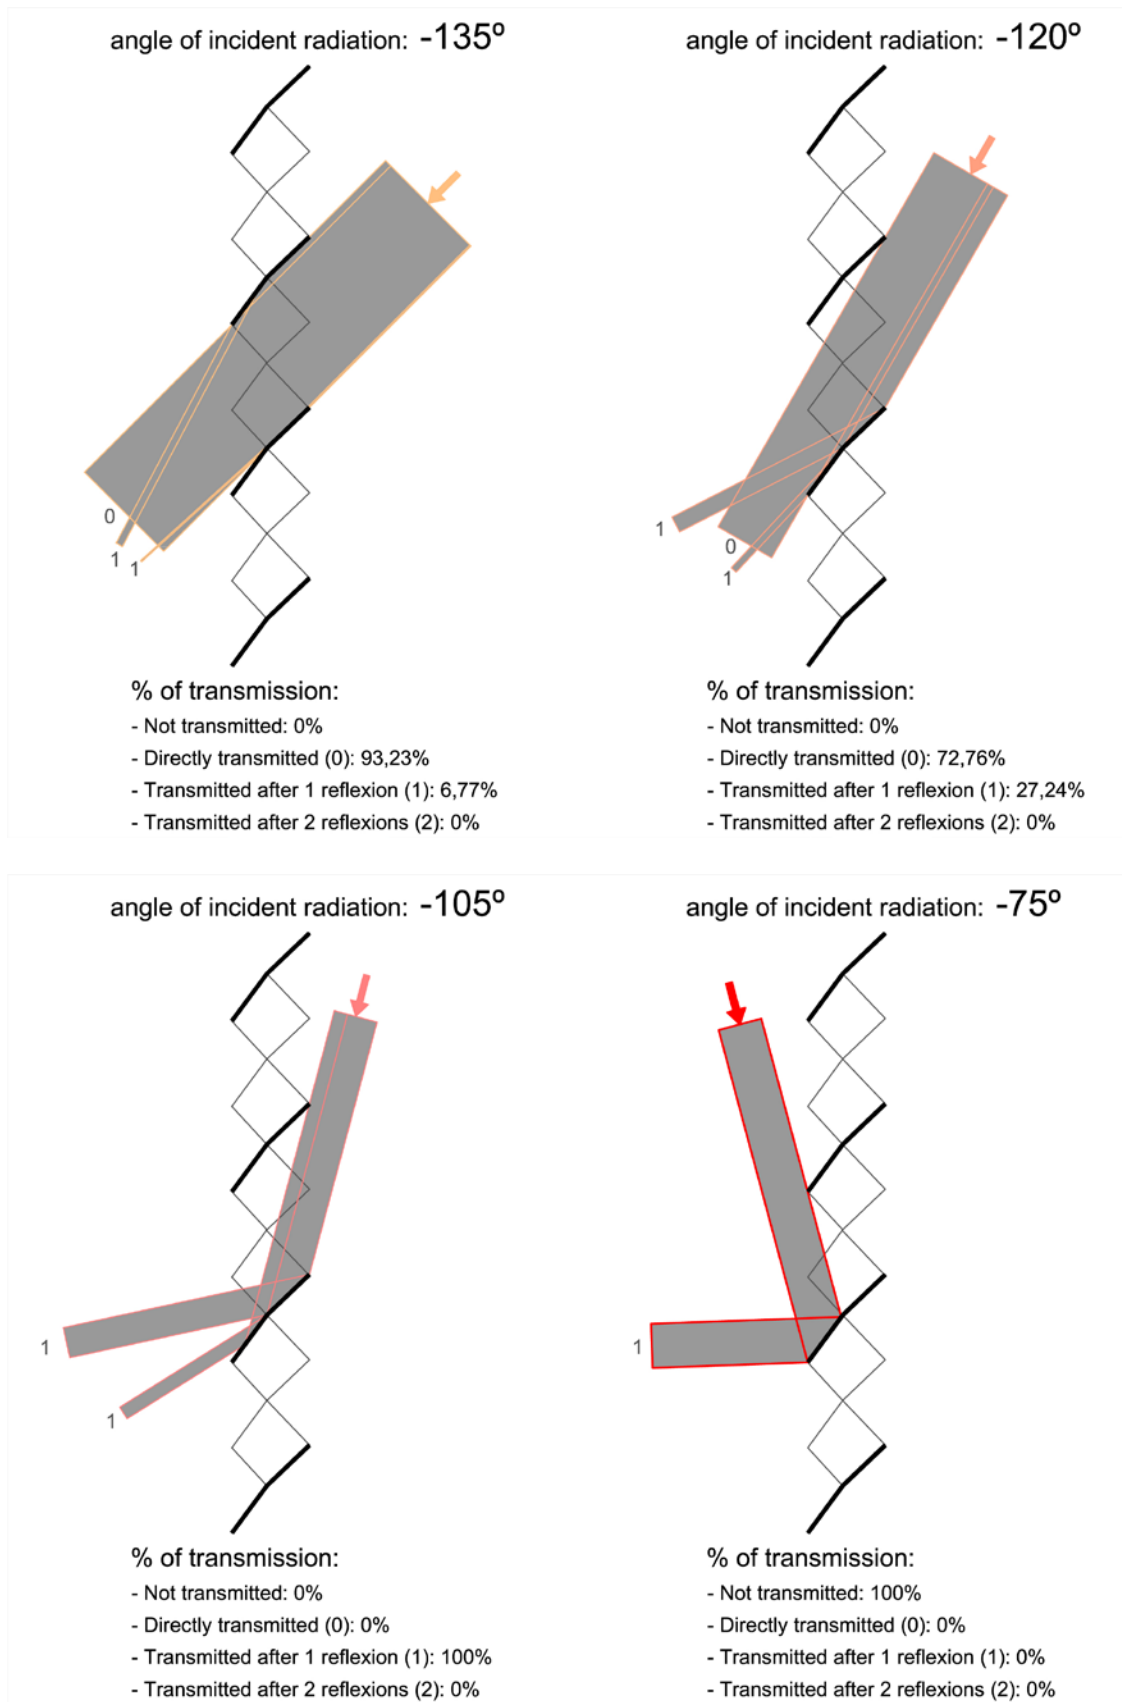 angle of incident radiation: -135º
0
1
1
% of transmission:
- Not transmitted: 0%
- Directly transmitted (0): 93,23%
- Transmitted after 1 reflexion (1): 6,77%
- Transmitted after 2 reflexions (2): 0%
angle of incident radiation: -120º
1
0
1
% of transmission:
- Not transmitted: 0%
- Directly transmitted (0): 72,76%
- Transmitted after 1 reflexion (1): 27,24%
- Transmitted after 2 reflexions (2): 0%
angle of incident radiation: -105º
1
1
% of transmission:
- Not transmitted: 0%
- Directly transmitted (0): 0%
- Transmitted after 1 reflexion (1): 100%
- Transmitted after 2 reflexions (2): 0%
angle of incident radiation: -75º
1
% of transmission:
- Not transmitted: 100%
- Directly transmitted (0): 0%
- Transmitted after 1 reflexion (1): 0%
- Transmitted after 2 reflexions (2): 0%